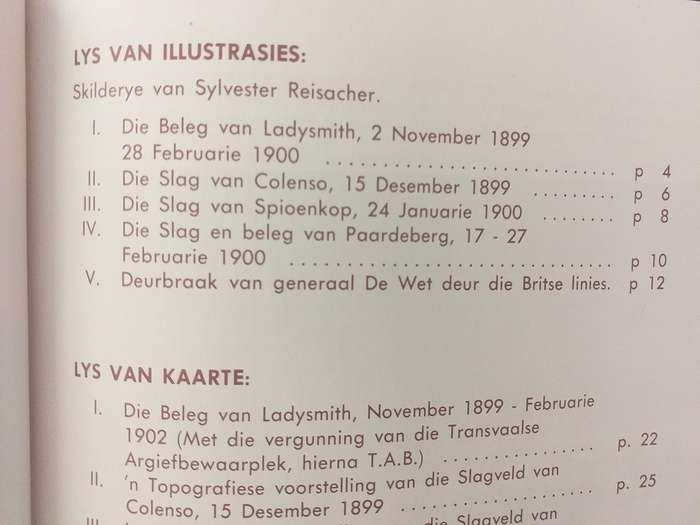 LYS VAN ILLUSTRASIES:
Skilderye van Sylvester Reisacher.
I. Die Beleg van Ladysmith, 2 November 1899
28 Februarie 1900 .............................. p 4
II. Die Slag van Colenso, 15 Desember 1899 ......... p 6
III. Die Slag van Spioenkop, 24 Januarie 1900 ........ p 8
IV. Die Slag en beleg van Paardeberg, 17 - 27
Februarie 1900 .................................. p 10
V. Deurbraak van generaal De Wet deur die Britse linies. p 12
LYS VAN KAARTE:
I. Die Beleg van Ladysmith, November 1899 - Februarie
1902 (Met die vergunning van die Transvaalse
Argiefbewaarplek, hierna T.A.B.) ................ p. 22
II. 'n Topografiese voorstelling van die Slagveld van
Colenso, 15 Desember 1899 .................... p. 25
III. die Slagveld van